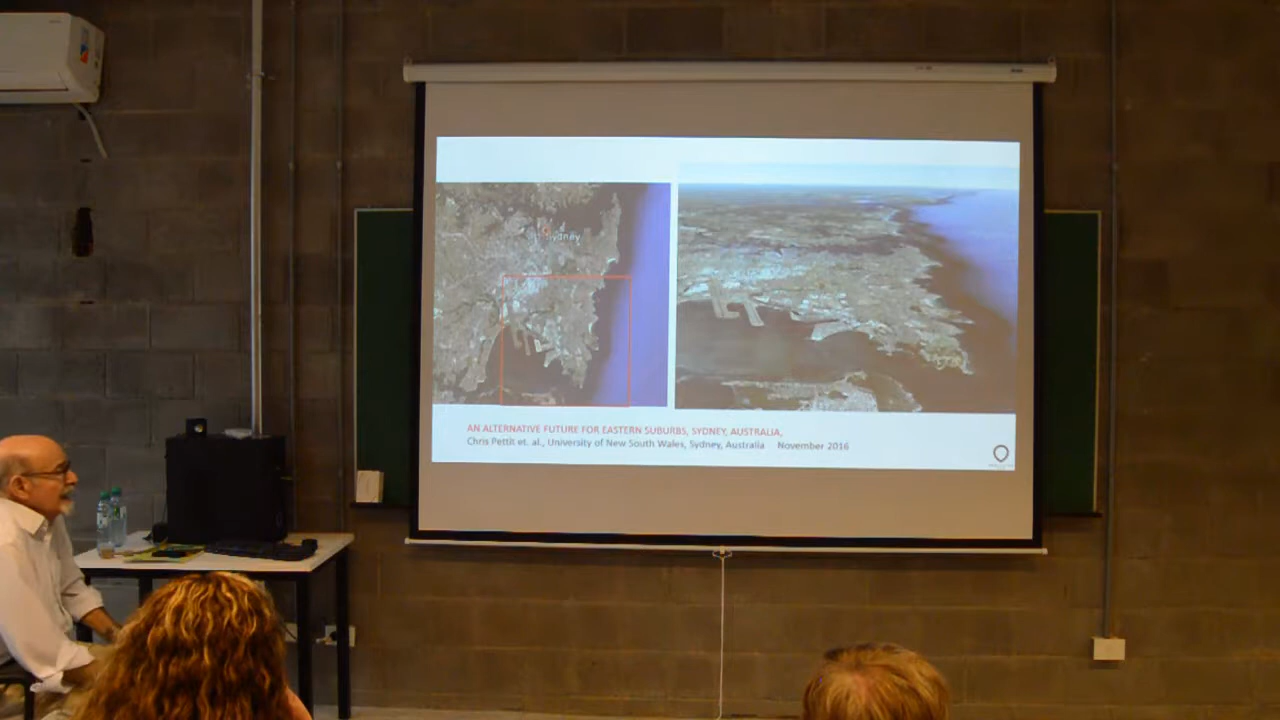 Sydney
AN ALTERNATIVE FUTURE FOR EASTERN SUBURBS, SYDNEY, AUSTRALIA,
Chris Pettit et. al., University of New South Wales, Sydney, Australia November 2016